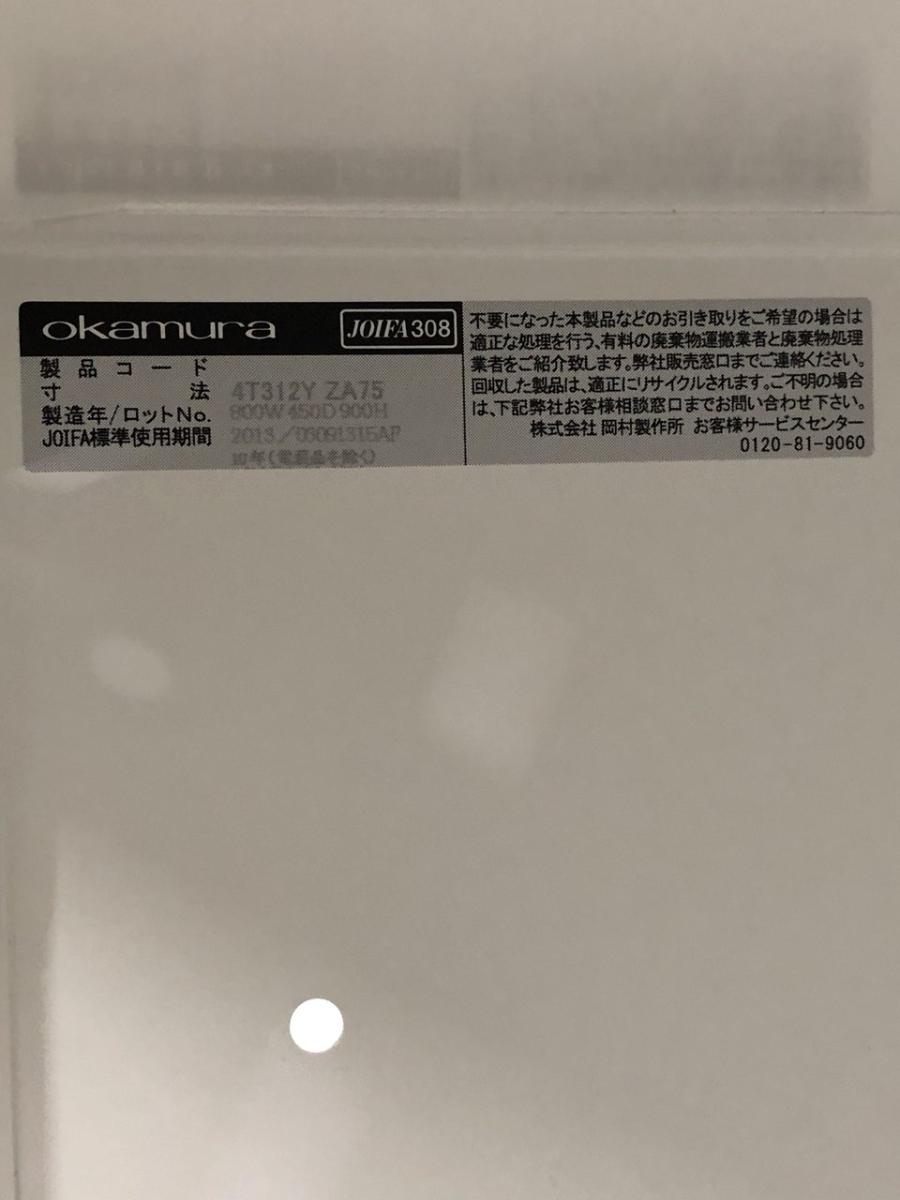 okamura JOIFA308
製品コード 4T312Y ZA75
寸法 800W 450D 900H
製造年/ロットNo. 2013/
JOIFA標準使用期間 10年(電装品を除く)
不要になった本製品などのお引き取りをご希望の場合は
適正な処理を行う、有料の廃棄物運搬業者と廃棄物処理
業者をご紹介致します。弊社販売窓口までご連絡ください。
回収した製品は、適正にリサイクルされます。ご不明の場合
は、下記弊社お客様相談窓口までお問い合わせ下さい。
株式会社 岡村製作所 お客様サービスセンター
0120-81-9060